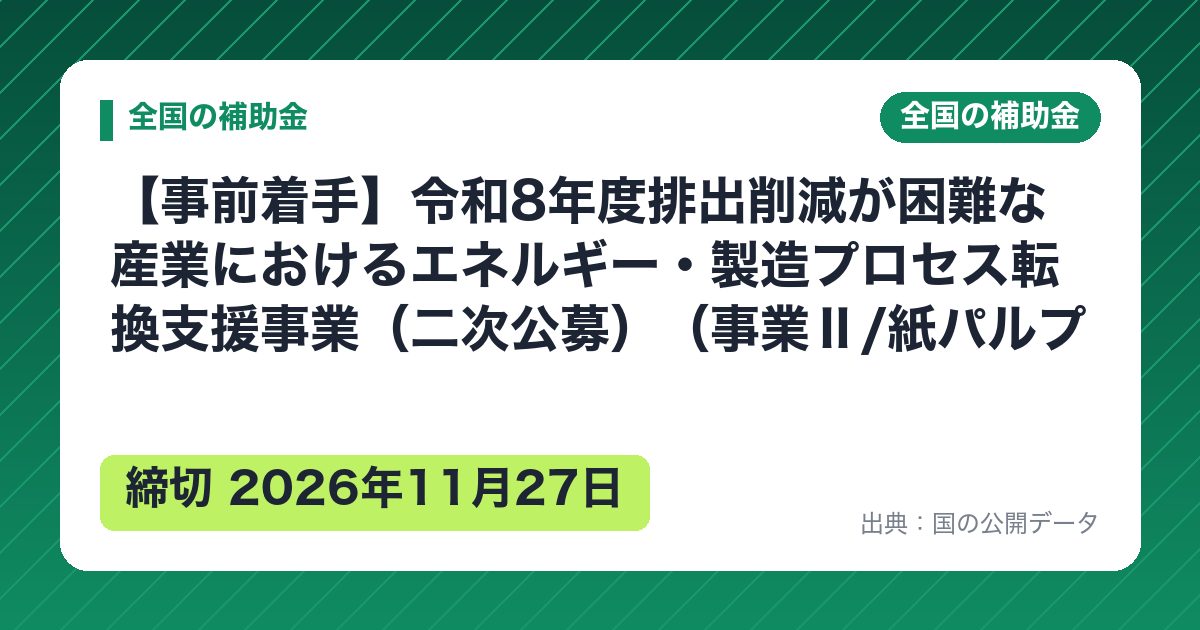 全国の補助金
全国の補助金
【事前着手】令和8年度排出削減が困難な
産業におけるエネルギー・製造プロセス転
換支援事業（二次公募）（事業Ⅱ/紙パルプ
締切 2026年11月27日
出典：国の公開データ